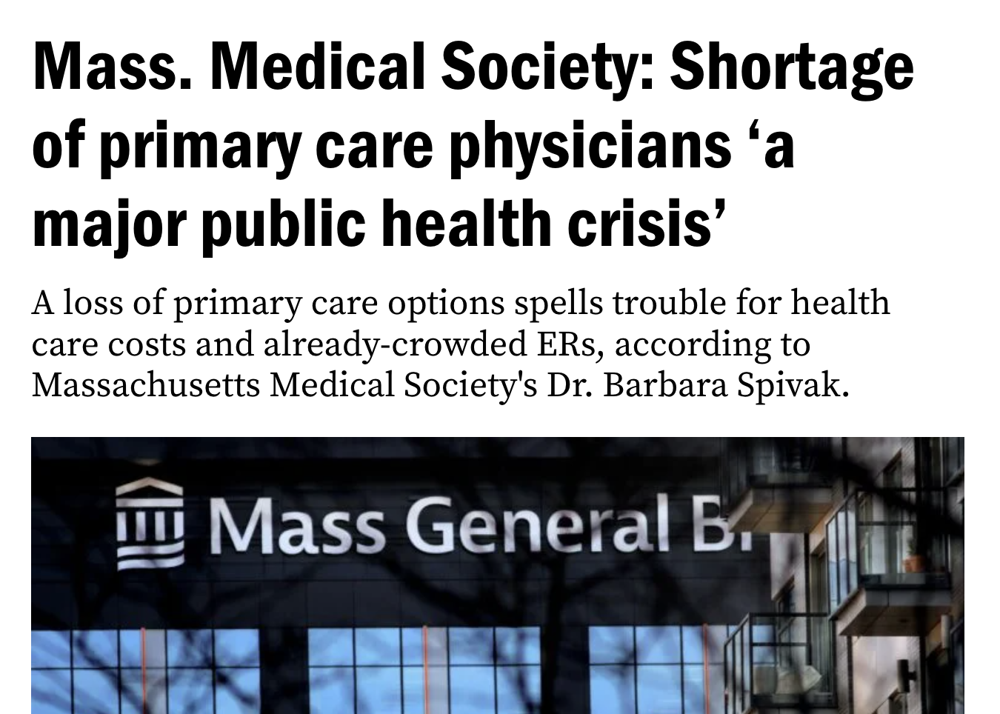 Mass. Medical Society: Shortage
of primary care physicians ‘a
major public health crisis’
A loss of primary care options spells trouble for health
care costs and already-crowded ERs, according to
Massachusetts Medical Society's Dr. Barbara Spivak.
Mass General Br